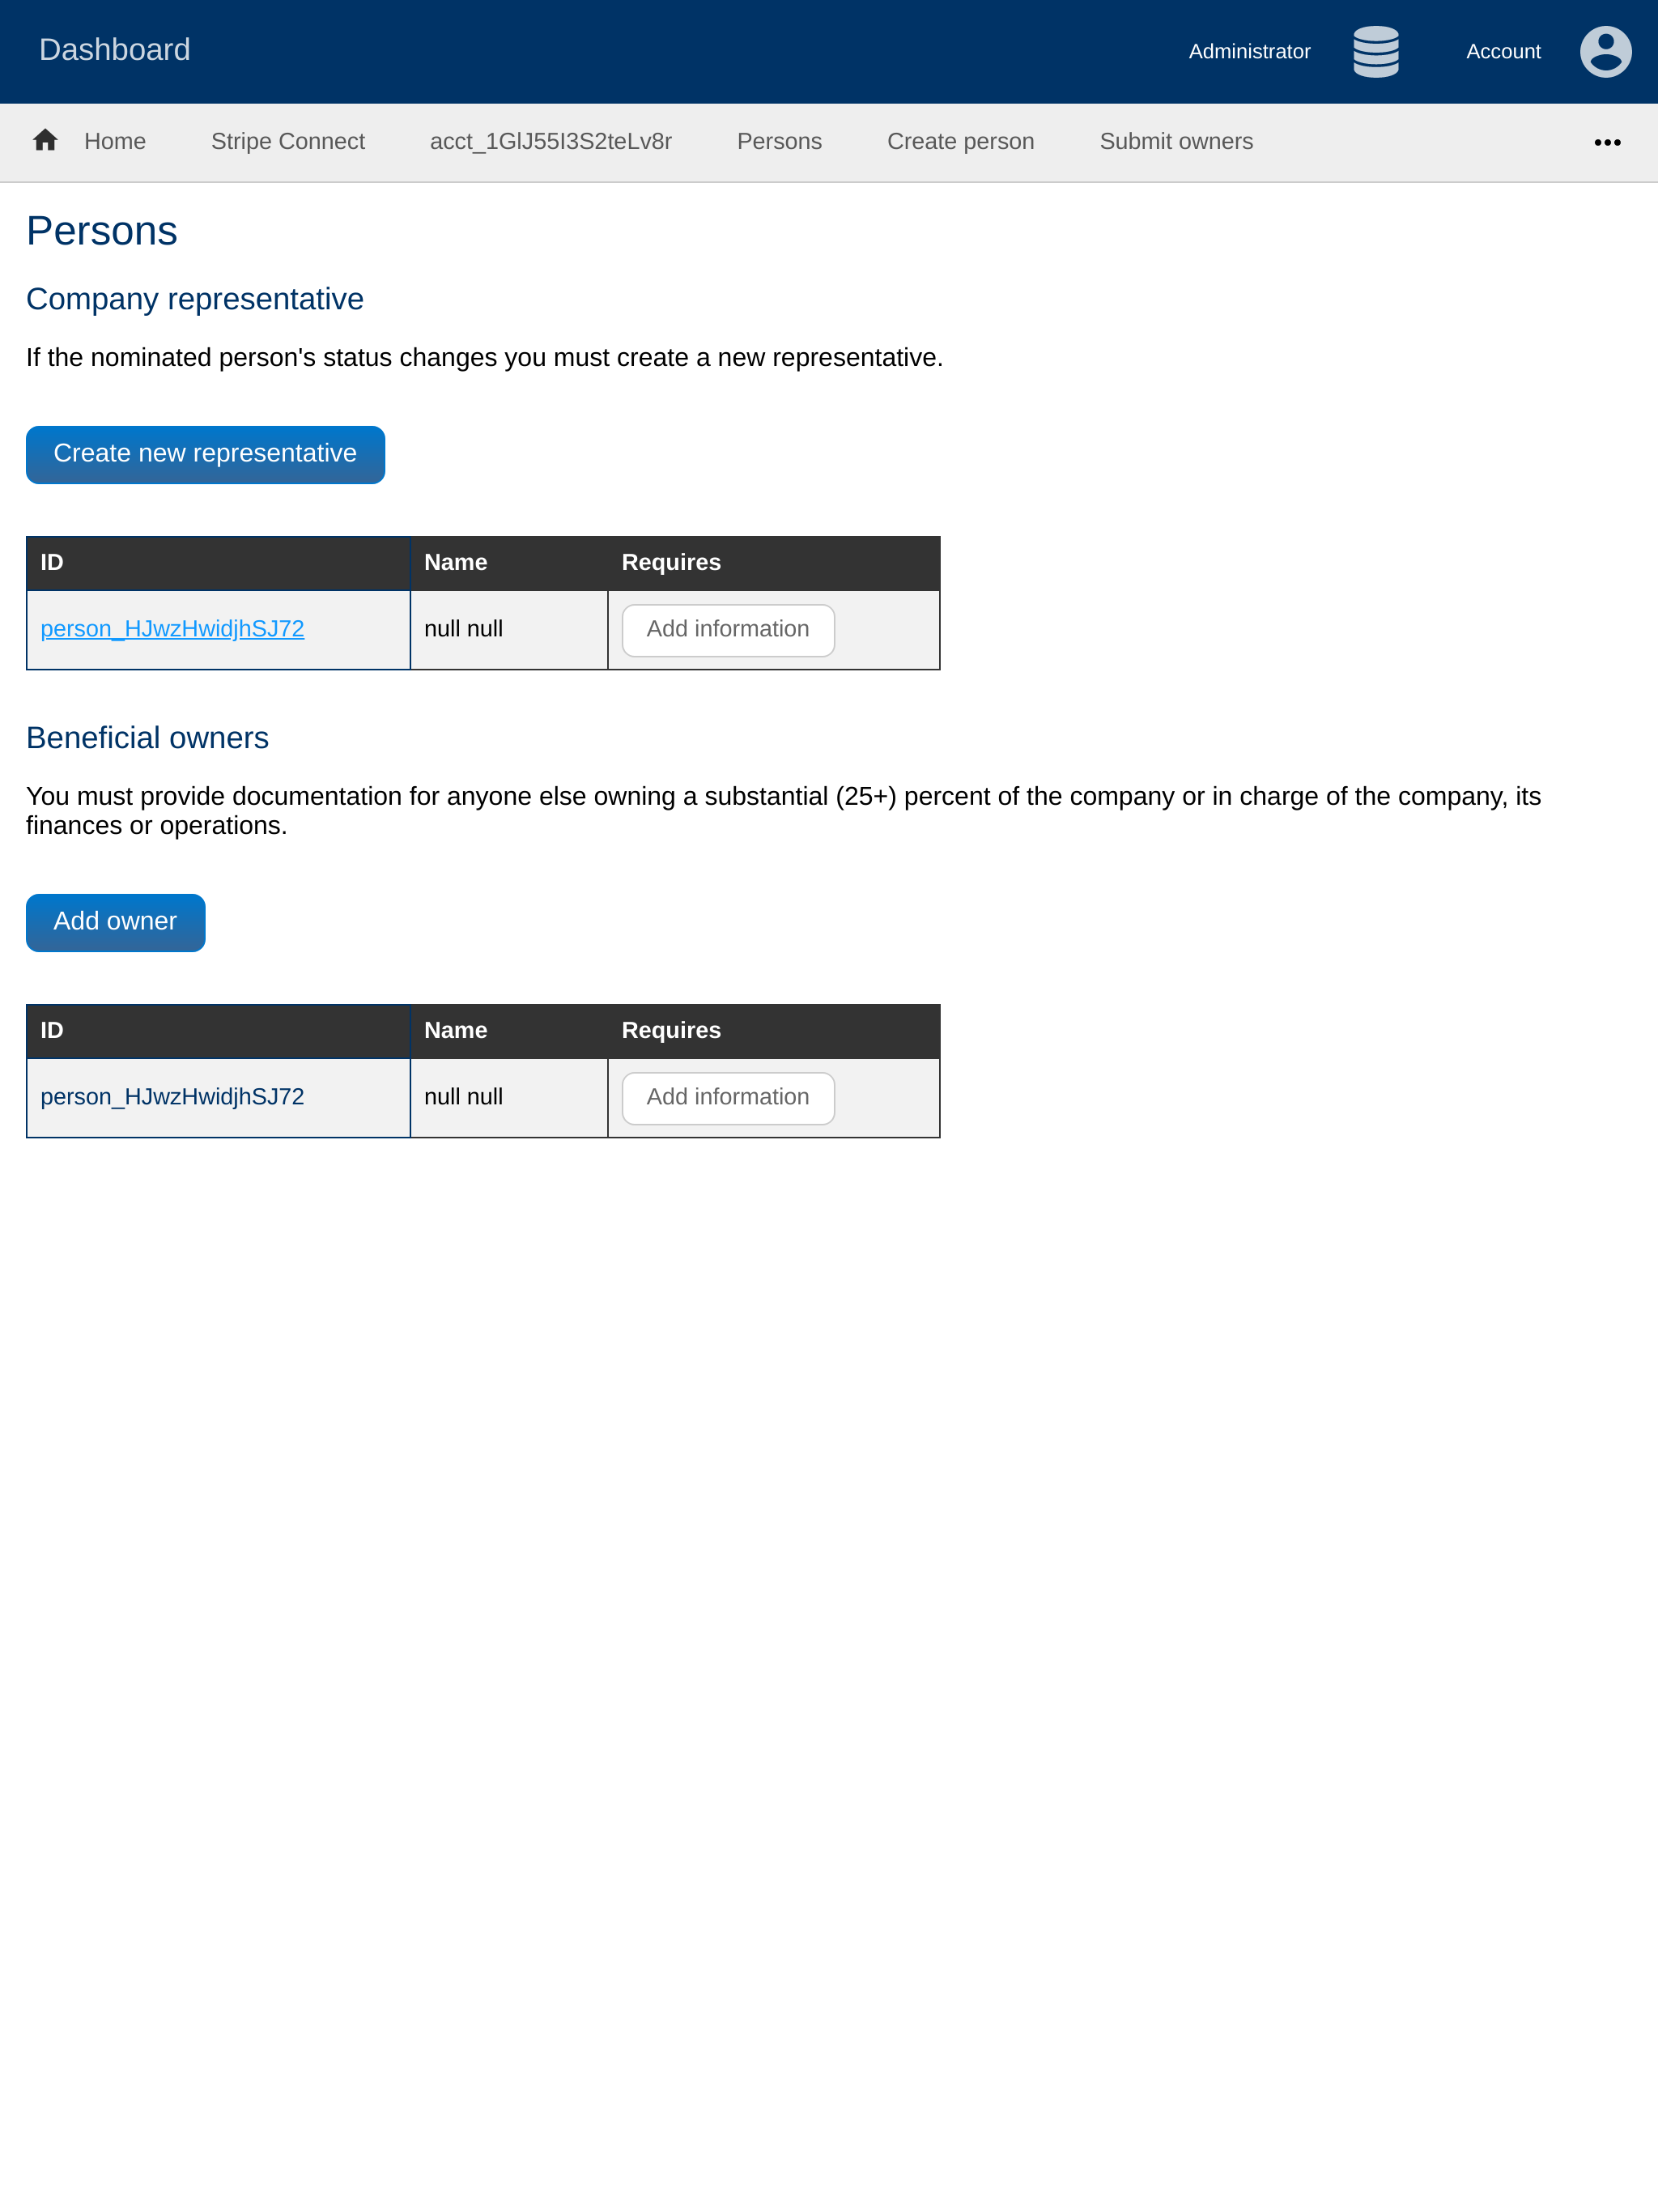 Dashboard Administrator Account
Home Stripe Connect acct_1GlJ55I3S2teLv8r Persons Create person Submit owners
Persons
Company representative
If the nominated person's status changes you must create a new representative.
Create new representative
ID Name Requires
person_HJwzHwidjhSJ72 null null Add information
Beneficial owners
You must provide documentation for anyone else owning a substantial (25+) percent of the company or in charge of the company, its
finances or operations.
Add owner
ID Name Requires
person_HJwzHwidjhSJ72 null null Add information